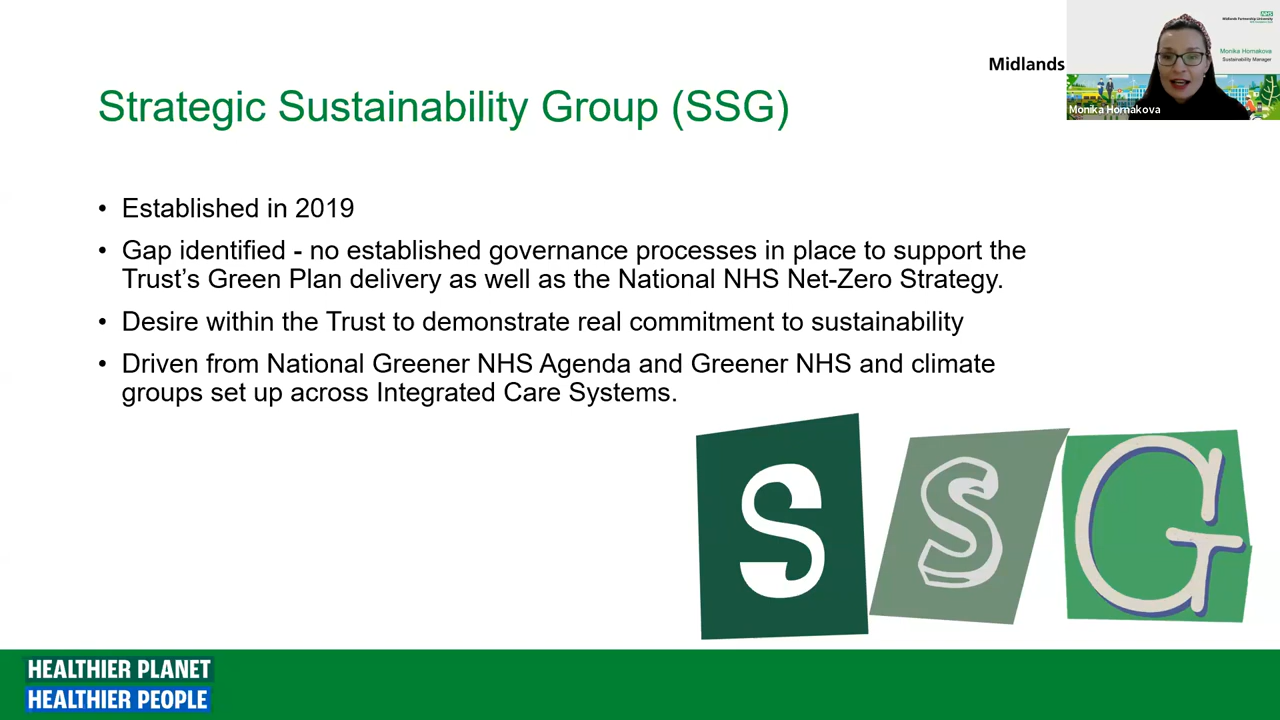 NHS
Midlands Partnership University
Monika Hornakova
Sustainability Manager
Midlands
Monika Hornakova
Strategic Sustainability Group (SSG)
• Established in 2019
• Gap identified - no established governance processes in place to support the
Trust’s Green Plan delivery as well as the National NHS Net-Zero Strategy.
• Desire within the Trust to demonstrate real commitment to sustainability
• Driven from National Greener NHS Agenda and Greener NHS and climate
groups set up across Integrated Care Systems.
S S G
HEALTHIER PLANET
HEALTHIER PEOPLE